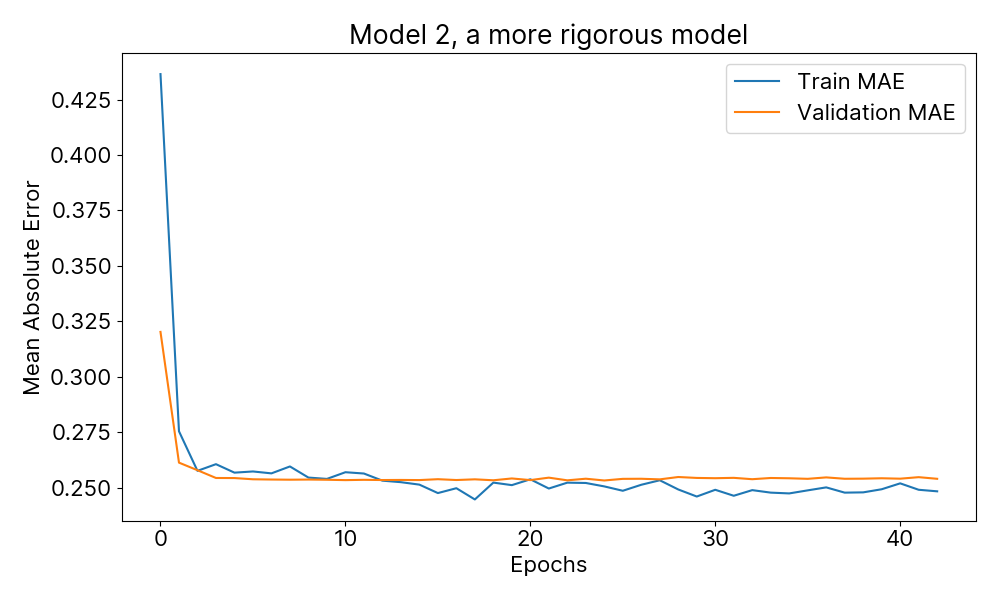 Model 2, a more rigorous model
Train MAE
Validation MAE
Mean Absolute Error
0.425
0.400
0.375
0.350
0.325
0.300
0.275
0.250
0 10 20 30 40
Epochs